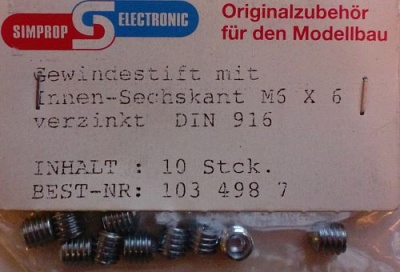 SIMPROP ELECTRONIC
Originalzubehör
für den Modellbau
Gewindestift mit
Innen-Sechskant M6 X 6
verzinkt DIN 916
INHALT : 10 Stck.
BEST-NR: 103 498 7